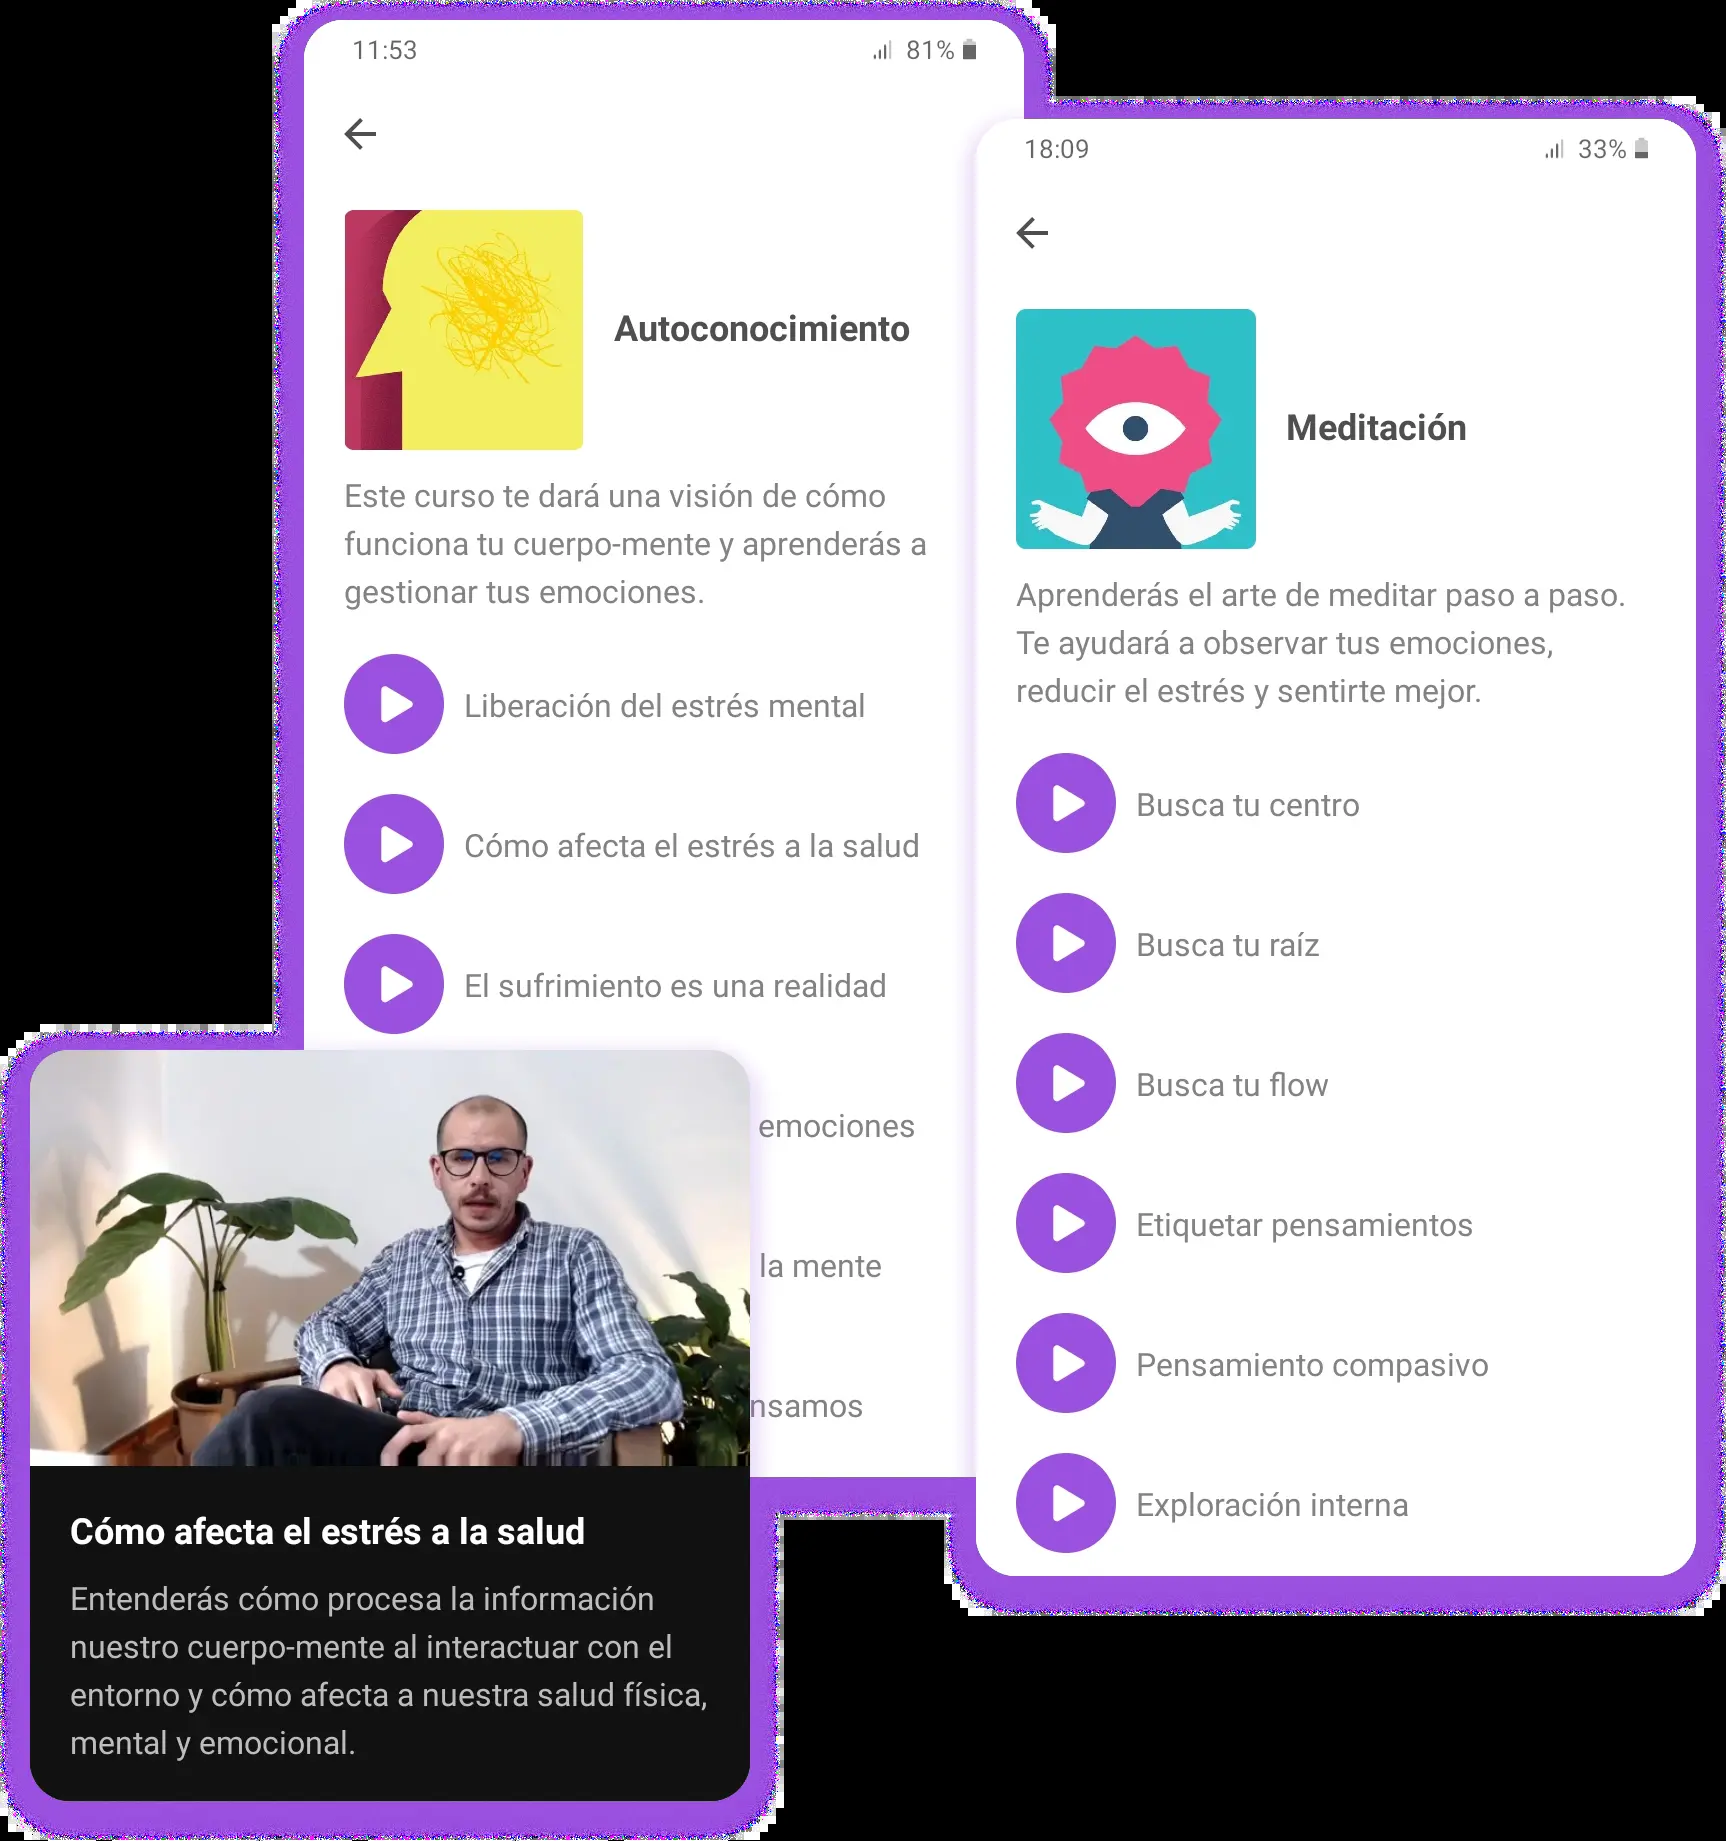 11:53
81%
Autoconocimiento
Este curso te dará una visión de cómo
funciona tu cuerpo-mente y aprenderás a
gestionar tus emociones.
Liberación del estrés mental
Cómo afecta el estrés a la salud
El sufrimiento es una realidad
emociones
la mente
nsamos
18:09
33%
Meditación
Aprenderás el arte de meditar paso a paso.
Te ayudará a observar tus emociones,
reducir el estrés y sentirte mejor.
Busca tu centro
Busca tu raíz
Busca tu flow
Etiquetar pensamientos
Pensamiento compasivo
Exploración interna
Cómo afecta el estrés a la salud
Entenderás cómo procesa la información
nuestro cuerpo-mente al interactuar con el
entorno y cómo afecta a nuestra salud física,
mental y emocional.